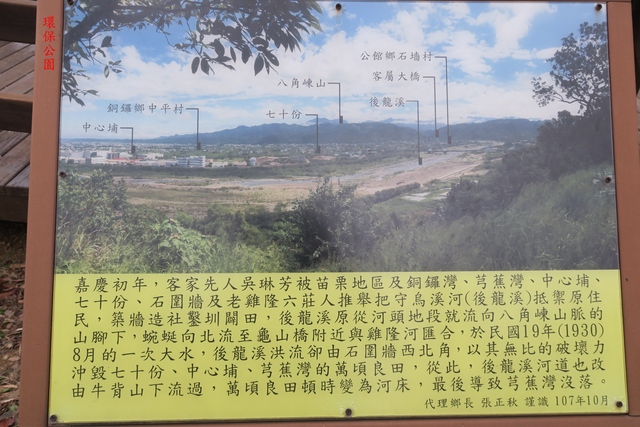 環保公園
公館鄉石墻村
客屬大橋
八角崠山
後龍溪
銅鑼鄉中平村
七十份
中心埔
嘉慶初年，客家先人吳琳芳被苗栗地區及銅鑼灣、芎蕉灣、中心埔、
七十份、石圍牆及老雞隆六莊人推舉把守烏溪河(後龍溪)抵禦原住
民，築牆造社鑿圳開田，後龍溪原從河頭地段就流向八角崠山脈的
山腳下，蜿蜒向北流至龜山橋附近與雞隆河匯合，於民國19年(1930)
8月的一次大水，後龍溪洪流卻由石圍牆西北角，以其無比的破壞力
沖毀七十份、中心埔、芎蕉灣的萬頃良田，從此，後龍溪河道也改
由牛背山下流過，萬頃良田頓時變為河床，最後導致芎蕉灣沒落。
代理鄉長 張正秋 謹識 107年10月